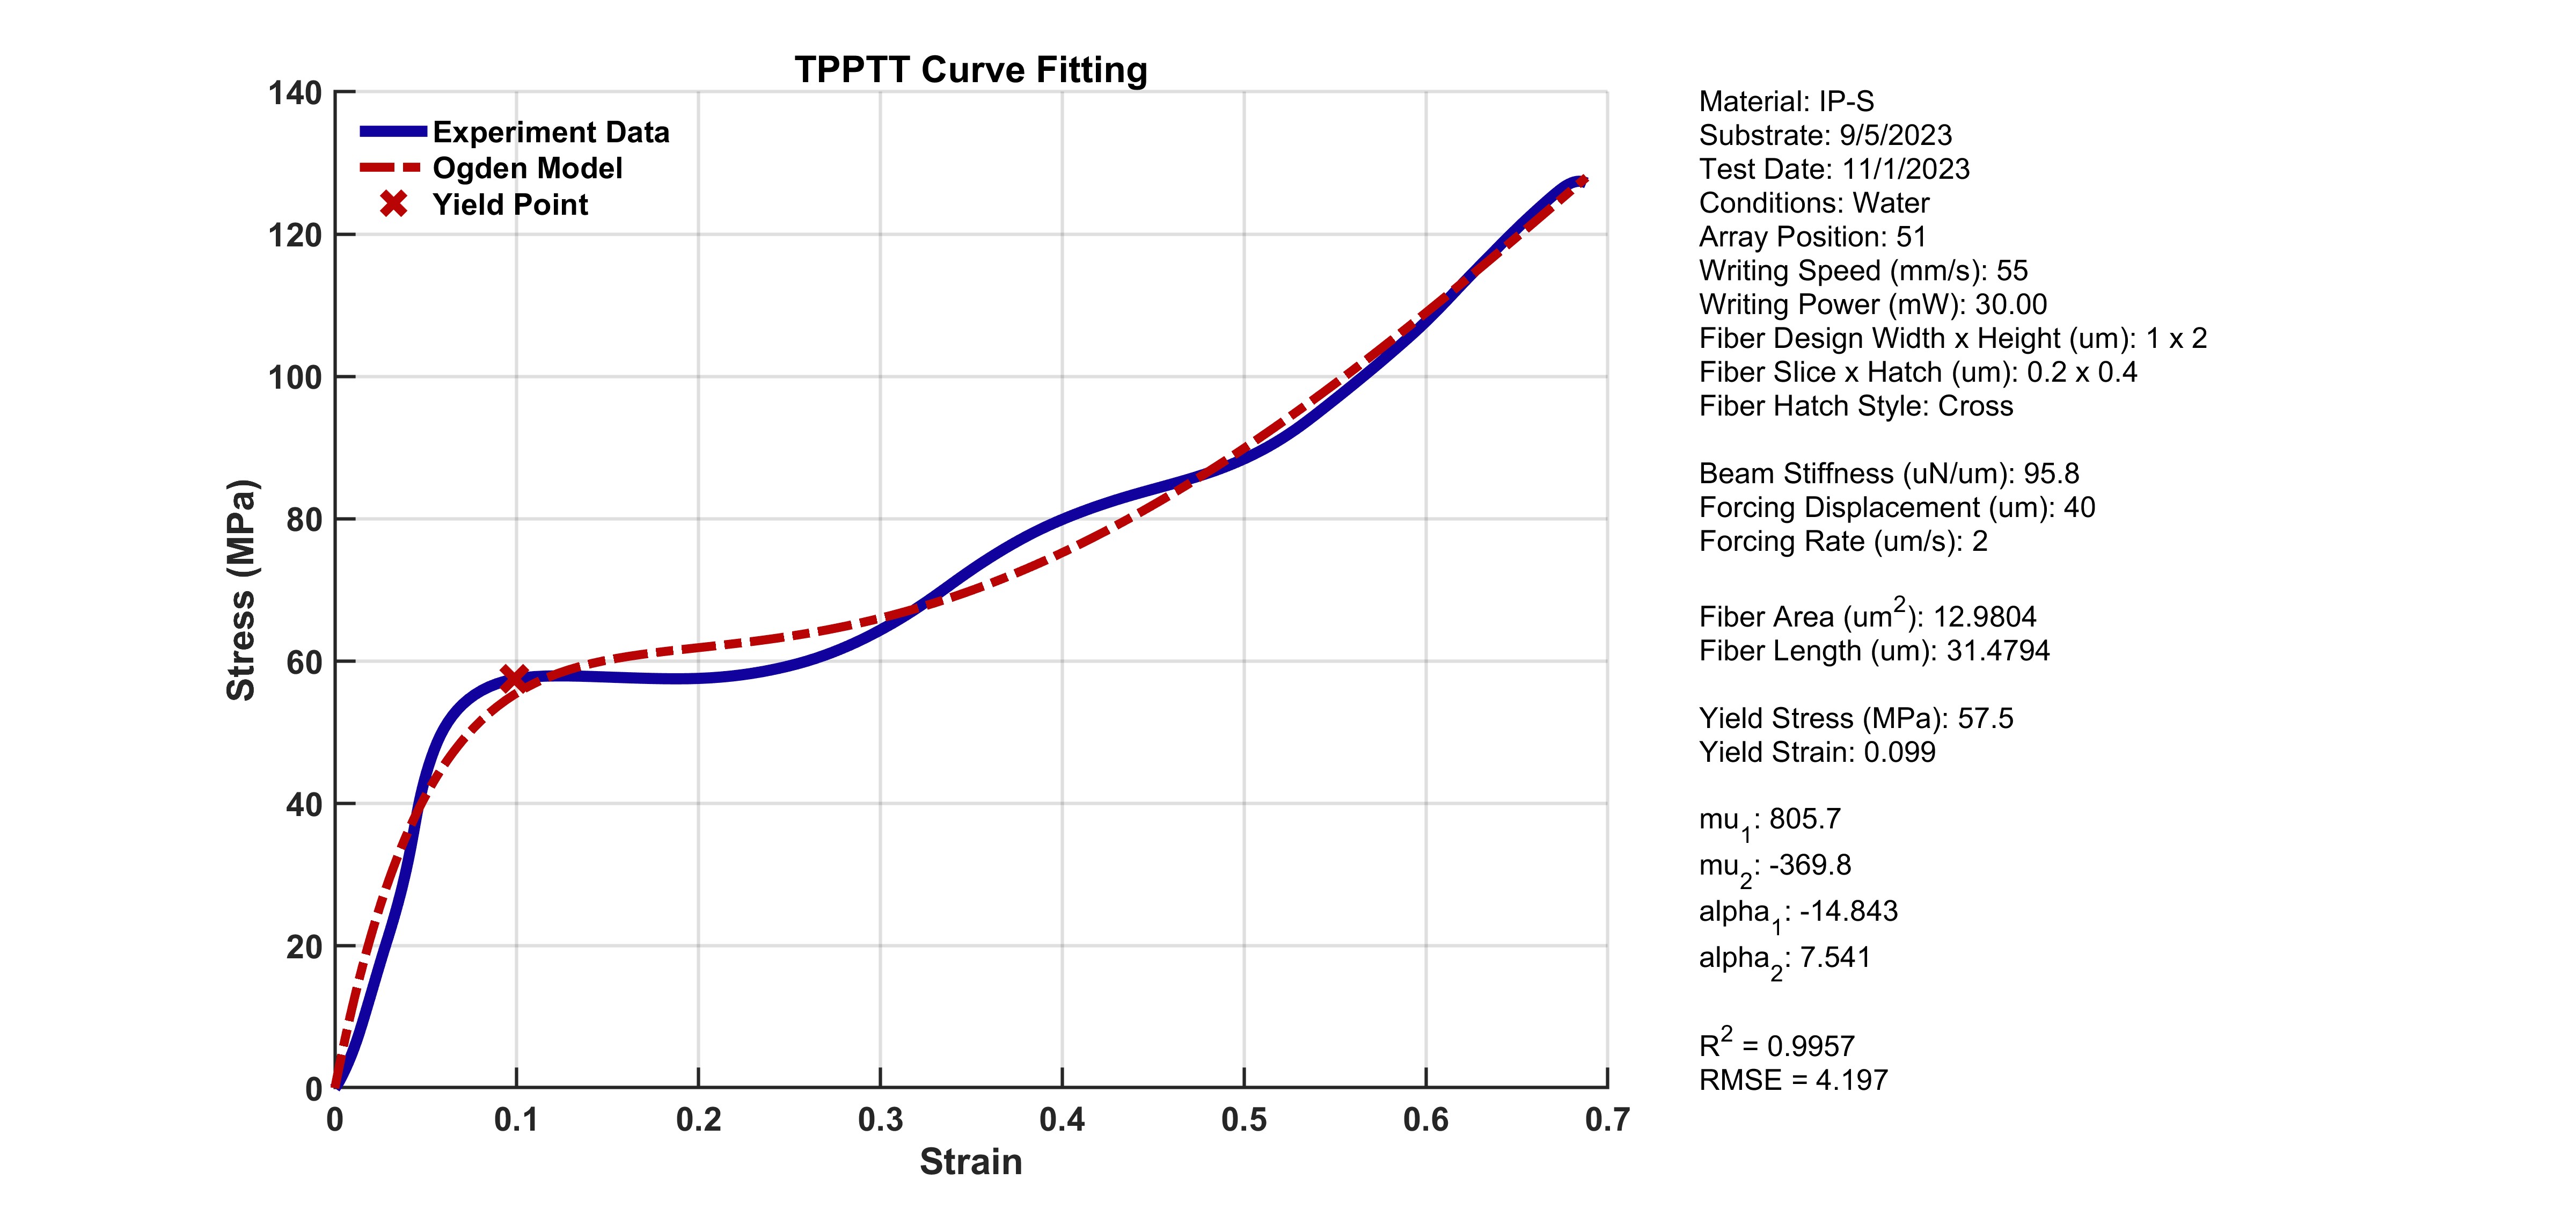 TPPTT Curve Fitting
140
120
100
80
60
40
20
0
Stress (MPa)
Experiment Data
Ogden Model
Yield Point
0 0.1 0.2 0.3 0.4 0.5 0.6 0.7
Strain
Material: IP-S
Substrate: 9/5/2023
Test Date: 11/1/2023
Conditions: Water
Array Position: 51
Writing Speed (mm/s): 55
Writing Power (mW): 30.00
Fiber Design Width x Height (um): 1 x 2
Fiber Slice x Hatch (um): 0.2 x 0.4
Fiber Hatch Style: Cross
Beam Stiffness (uN/um): 95.8
Forcing Displacement (um): 40
Forcing Rate (um/s): 2
Fiber Area (um²): 12.9804
Fiber Length (um): 31.4794
Yield Stress (MPa): 57.5
Yield Strain: 0.099
mu₁: 805.7
mu₂: -369.8
alpha₁: -14.843
alpha₂: 7.541
R² = 0.9957
RMSE = 4.197